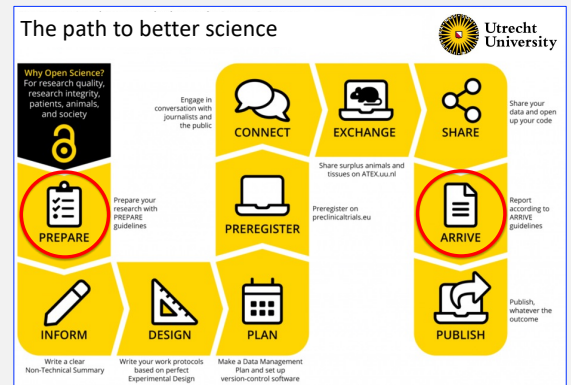 The path to better science
Utrecht
University
Why Open Science?
For research quality,
research integrity,
patients, animals,
and society
PREPARE
Prepare your
research with
PREPARE
guidelines
INFORM
Write a clear
Non-Technical Summary
DESIGN
Write your work protocols
based on perfect
Experimental Design
PLAN
Make a Data Management
Plan and set up
version-control software
PREREGISTER
Preregister on
preclinicaltrials.eu
Engage in
conversation with
journalists and
the public
CONNECT
EXCHANGE
Share surplus animals and
tissues on ATEX.uu.nl
SHARE
Share your
data and open
up your code
ARRIVE
Report
according to
ARRIVE
guidelines
PUBLISH
Publish,
whatever the
outcome